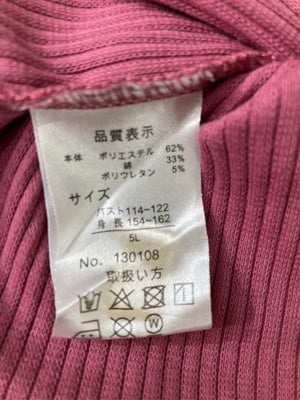 品質表示
本体 ポリエステル 62%
綿 33%
ポリウレタン 5%
サイズ
バスト114~122
身長154~162
5L
No. 130108
取扱い方
W